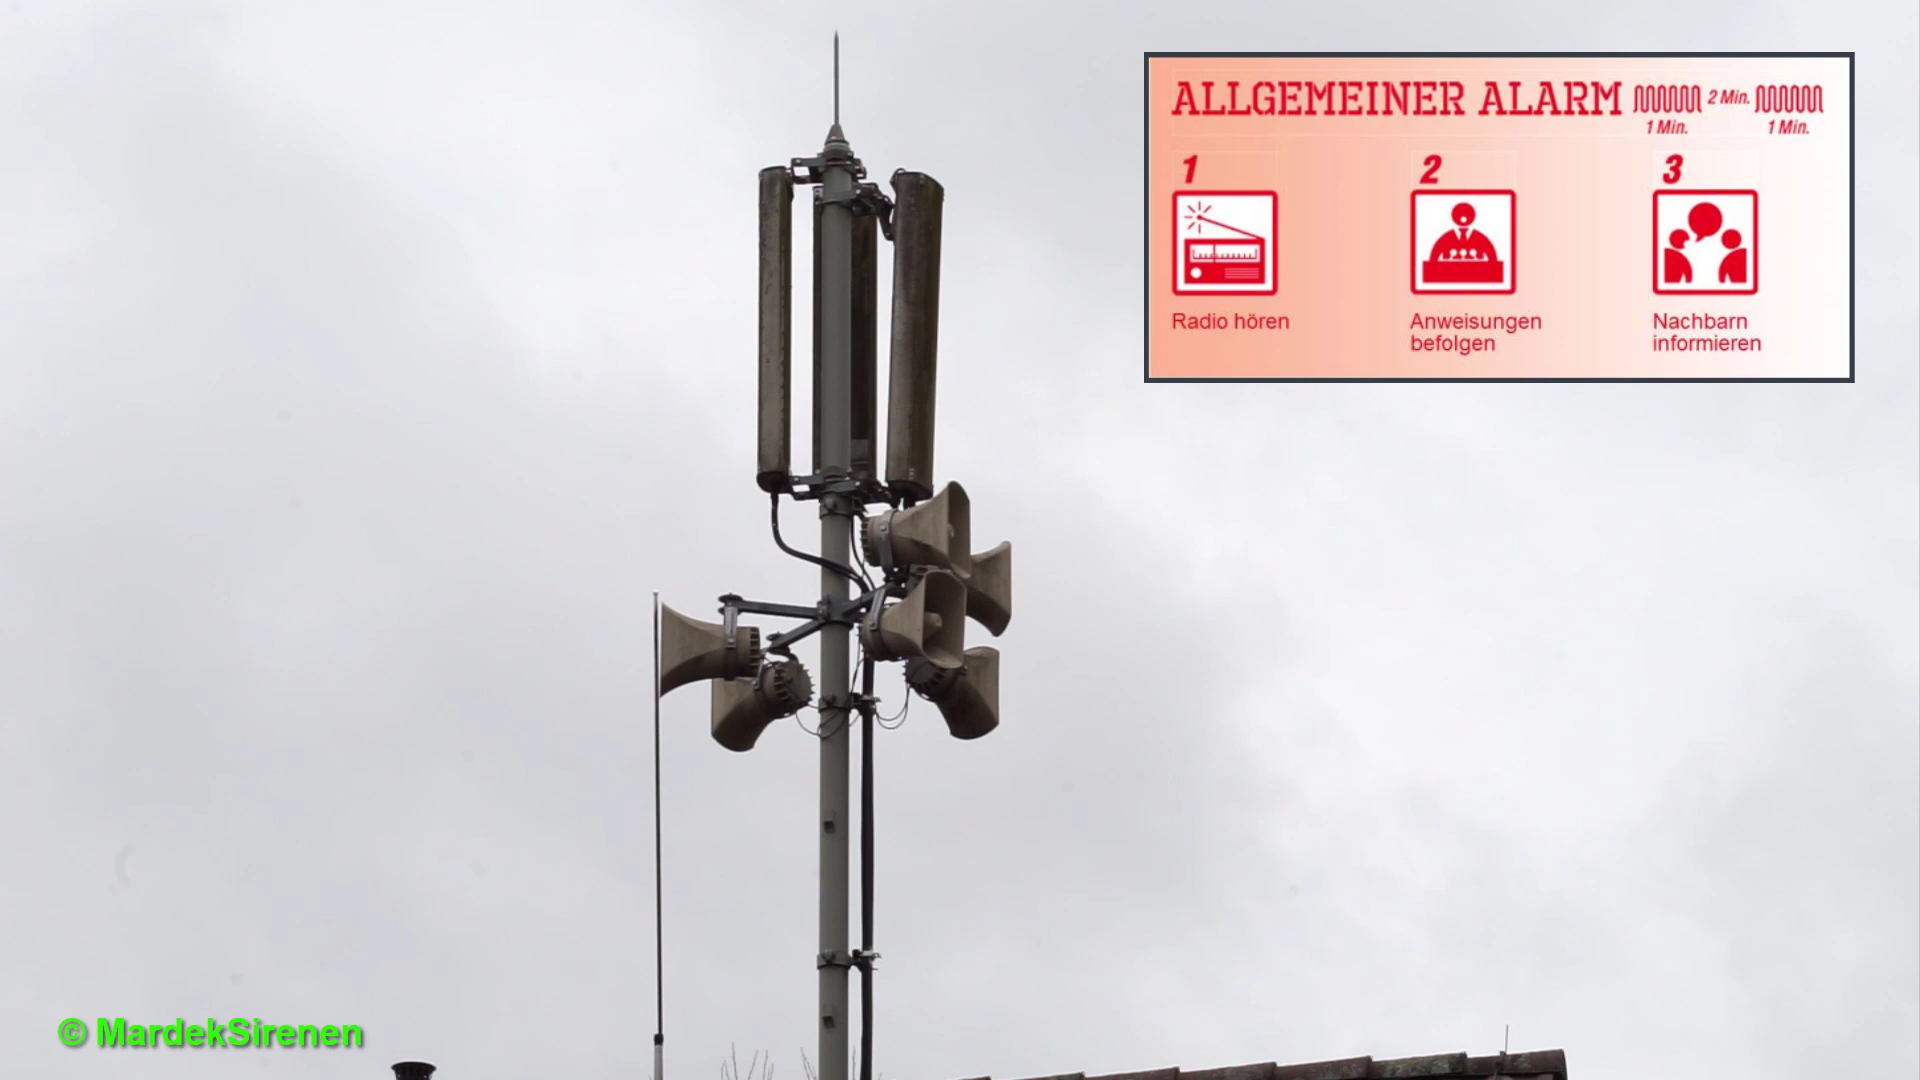 ALLGEMEINER ALARM 2 Min.
1 Min. 1 Min.
1 2 3
Radio hören
Anweisungen
befolgen
Nachbarn
informieren
© MardekSirenen